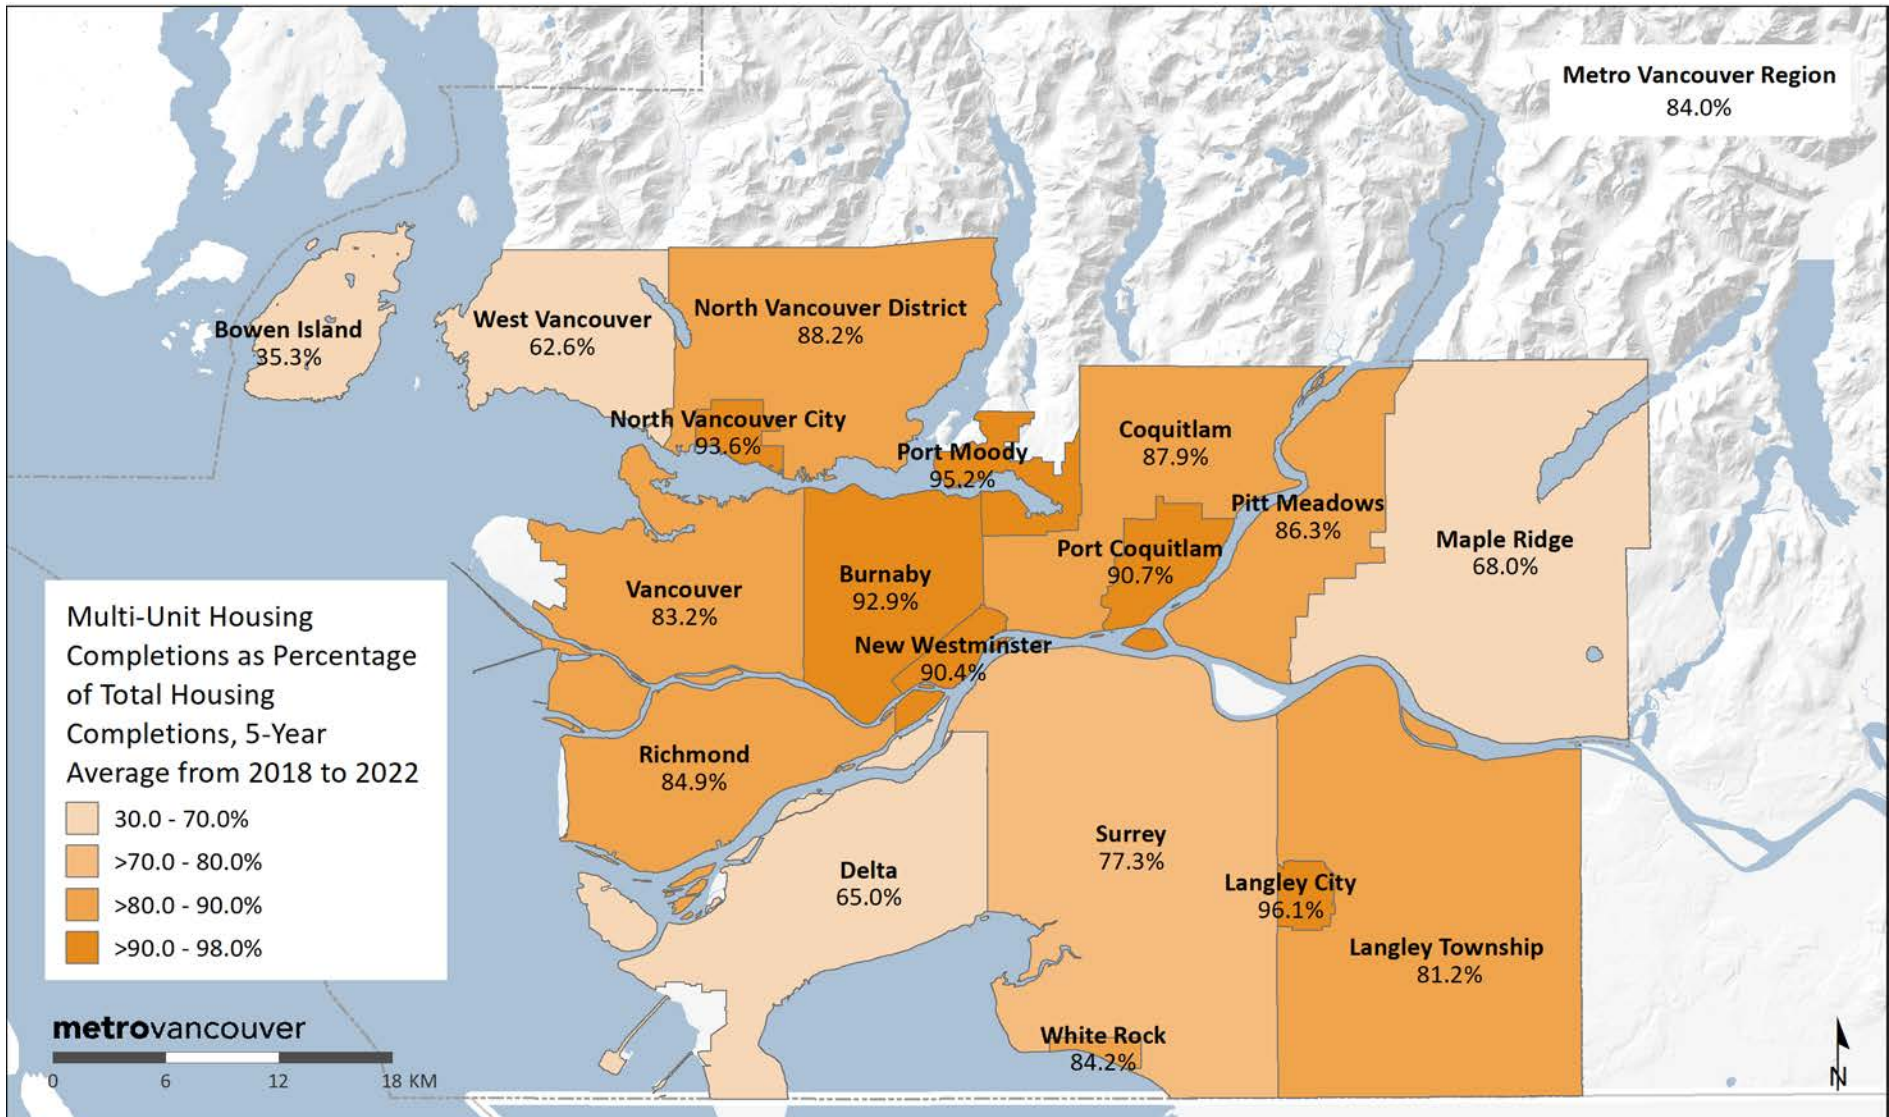 Metro Vancouver Region
84.0%
Bowen Island
35.3%
West Vancouver
62.6%
North Vancouver District
88.2%
North Vancouver City
93.6%
Port Moody
95.2%
Coquitlam
87.9%
Pitt Meadows
86.3%
Maple Ridge
68.0%
Port Coquitlam
90.7%
Vancouver
83.2%
Burnaby
92.9%
New Westminster
90.4%
Richmond
84.9%
Delta
65.0%
Surrey
77.3%
Langley City
96.1%
Langley Township
81.2%
White Rock
84.2%
Multi-Unit Housing
Completions as Percentage
of Total Housing
Completions, 5-Year
Average from 2018 to 2022
30.0 - 70.0%
>70.0 - 80.0%
>80.0 - 90.0%
>90.0 - 98.0%
metrovancouver
0 6 12 18 KM
N